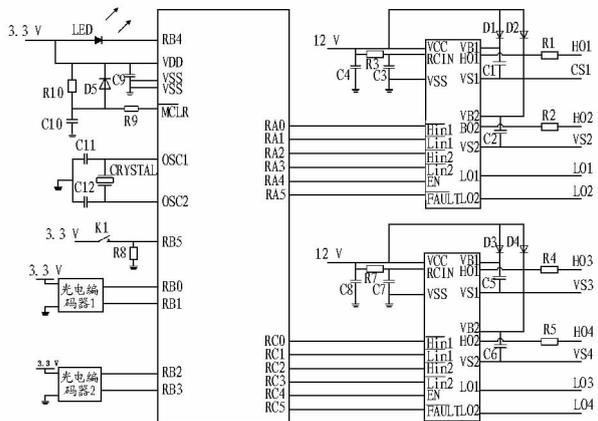 3.3 V
LED
RB4
VDD
VSS
VSS
C9
D5
R10
R9
MCLR
C10
C11
OSC1
CRYSTAL
C12
OSC2
K1
3.3 V
RB5
R8
3.3 V
光电编
码器1
RB0
RB1
3.3 V
光电编
码器2
RB2
RB3
RA0
RA1
RA2
RA3
RA4
RA5
RC0
RC1
RC2
RC3
RC4
RC5
12 V
R3
C4
C3
D1
D2
VCC
VB1
RCIN
HO1
VSS
VS1
C1
R1
HO1
CS1
VB2
Hin1
BO2
Lin1
VS2
Hin2
Lin2
LO1
EN
FAULT
LO2
C2
R2
HO2
VS2
LO1
LO2
12 V
R7
C8
C7
D3
D4
VCC
VB1
RCIN
HO1
VSS
VS1
C5
R4
HO3
VS3
VB2
Hin1
HO2
Lin1
VS2
Hin2
Lin2
LO1
EN
FAULT
LO2
C6
R5
HO4
VS4
LO3
LO4